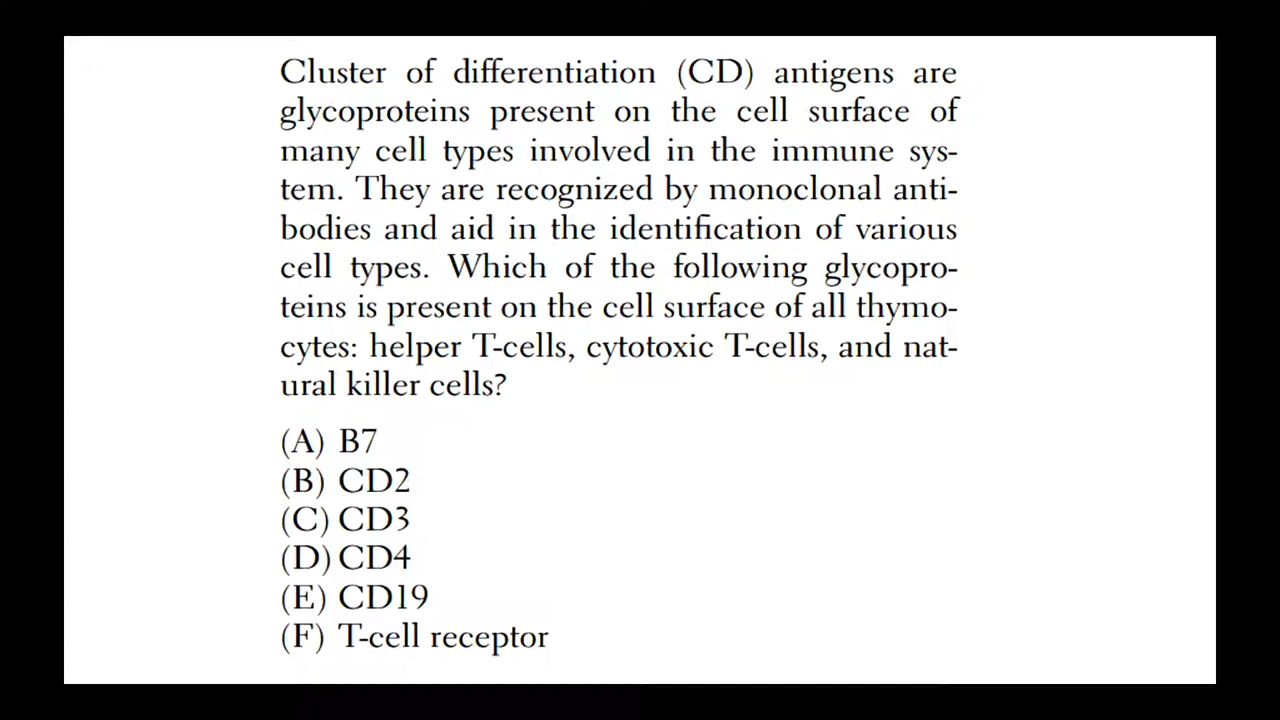 Cluster of differentiation (CD) antigens are
glycoproteins present on the cell surface of
many cell types involved in the immune sys-
tem. They are recognized by monoclonal anti-
bodies and aid in the identification of various
cell types. Which of the following glycopro-
teins is present on the cell surface of all thymo-
cytes: helper T-cells, cytotoxic T-cells, and nat-
ural killer cells?
(A) B7
(B) CD2
(C) CD3
(D) CD4
(E) CD19
(F) T-cell receptor